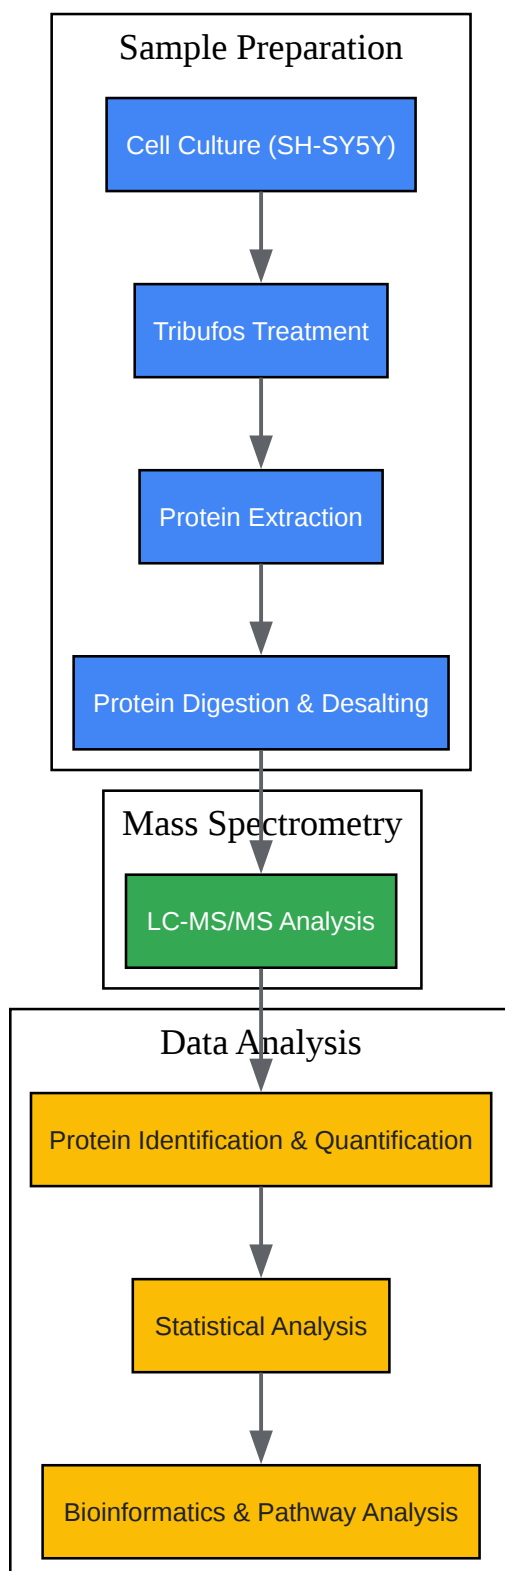 Sample Preparation
Cell Culture (SH-SY5Y)
Tribufos Treatment
Protein Extraction
Protein Digestion & Desalting
Mass Spectrometry
LC-MS/MS Analysis
Data Analysis
Protein Identification & Quantification
Statistical Analysis
Bioinformatics & Pathway Analysis